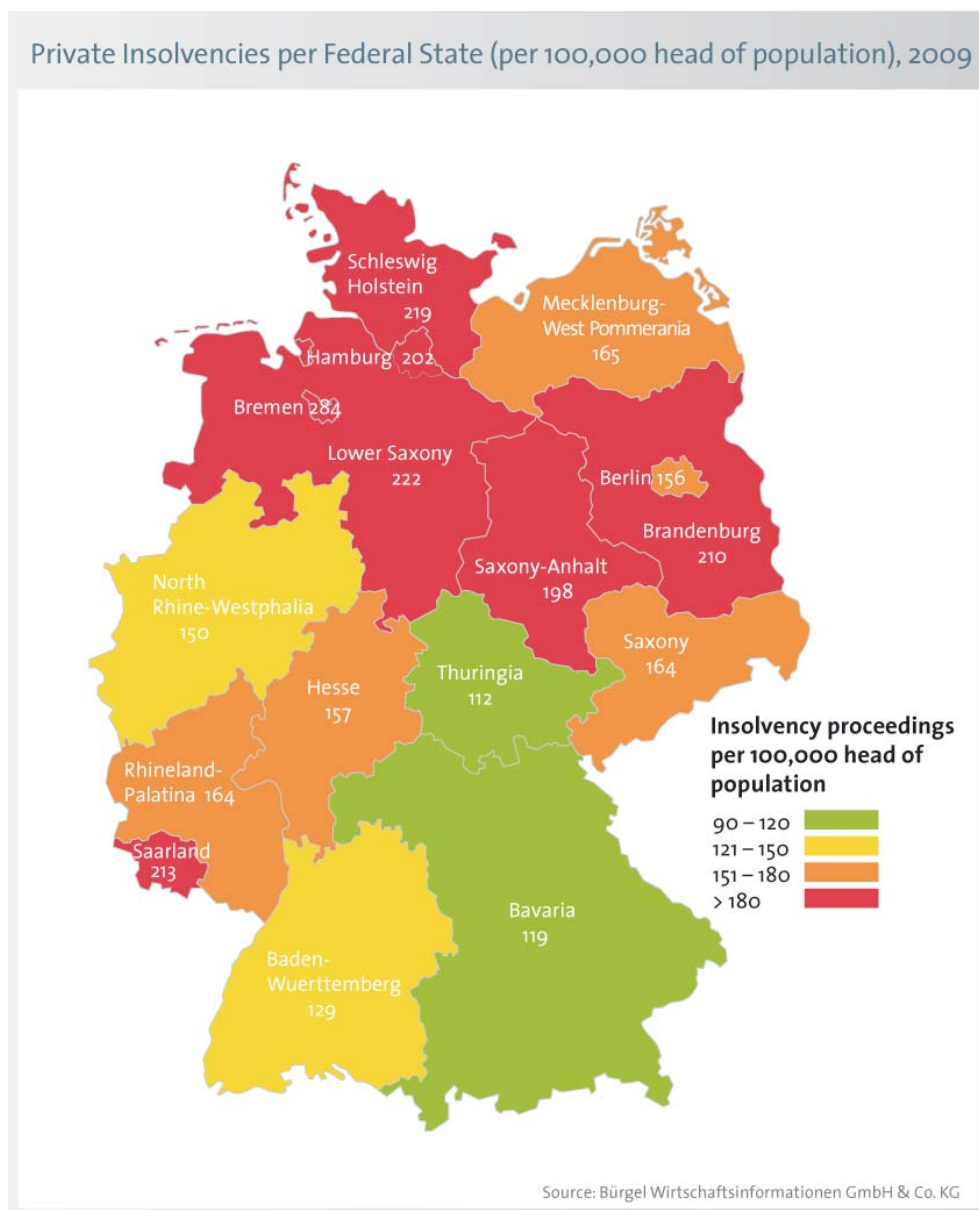 Private Insolvencies per Federal State (per 100,000 head of population), 2009
Schleswig
Holstein
219
Mecklenburg-
West Pommerania
165
Hamburg 202
Bremen 284
Lower Saxony
222
Berlin 156
Brandenburg
210
Saxony-Anhalt
198
North
Rhine-Westphalia
150
Saxony
164
Thuringia
112
Hesse
157
Rhineland-
Palatina 164
Saarland
213
Bavaria
119
Baden-
Wuerttemberg
129
Insolvency proceedings
per 100,000 head of
population
90 – 120
121 – 150
151 – 180
> 180
Source: Bürgel Wirtschaftsinformationen GmbH & Co. KG